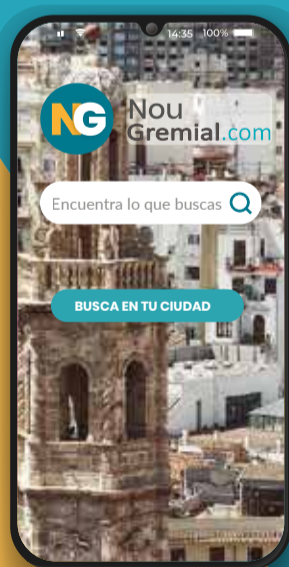 14:35 100%
NG
Nou
Gremial.com
Encuentra lo que buscas
BUSCA EN TU CIUDAD